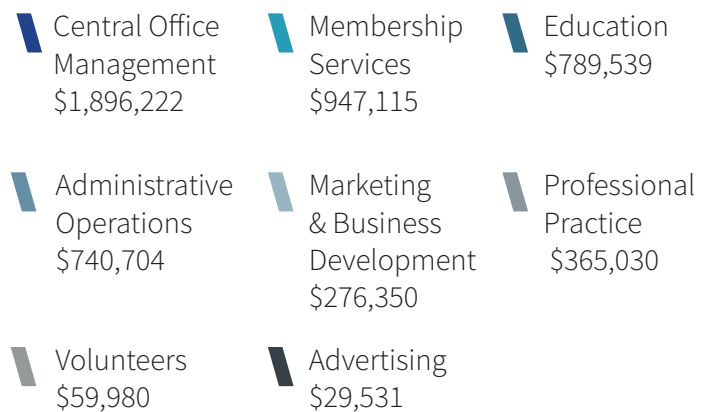 Central Office
Management
$1,896,222
Membership
Services
$947,115
Education
$789,539
Administrative
Operations
$740,704
Marketing
& Business
Development
$276,350
Professional
Practice
$365,030
Volunteers
$59,980
Advertising
$29,531